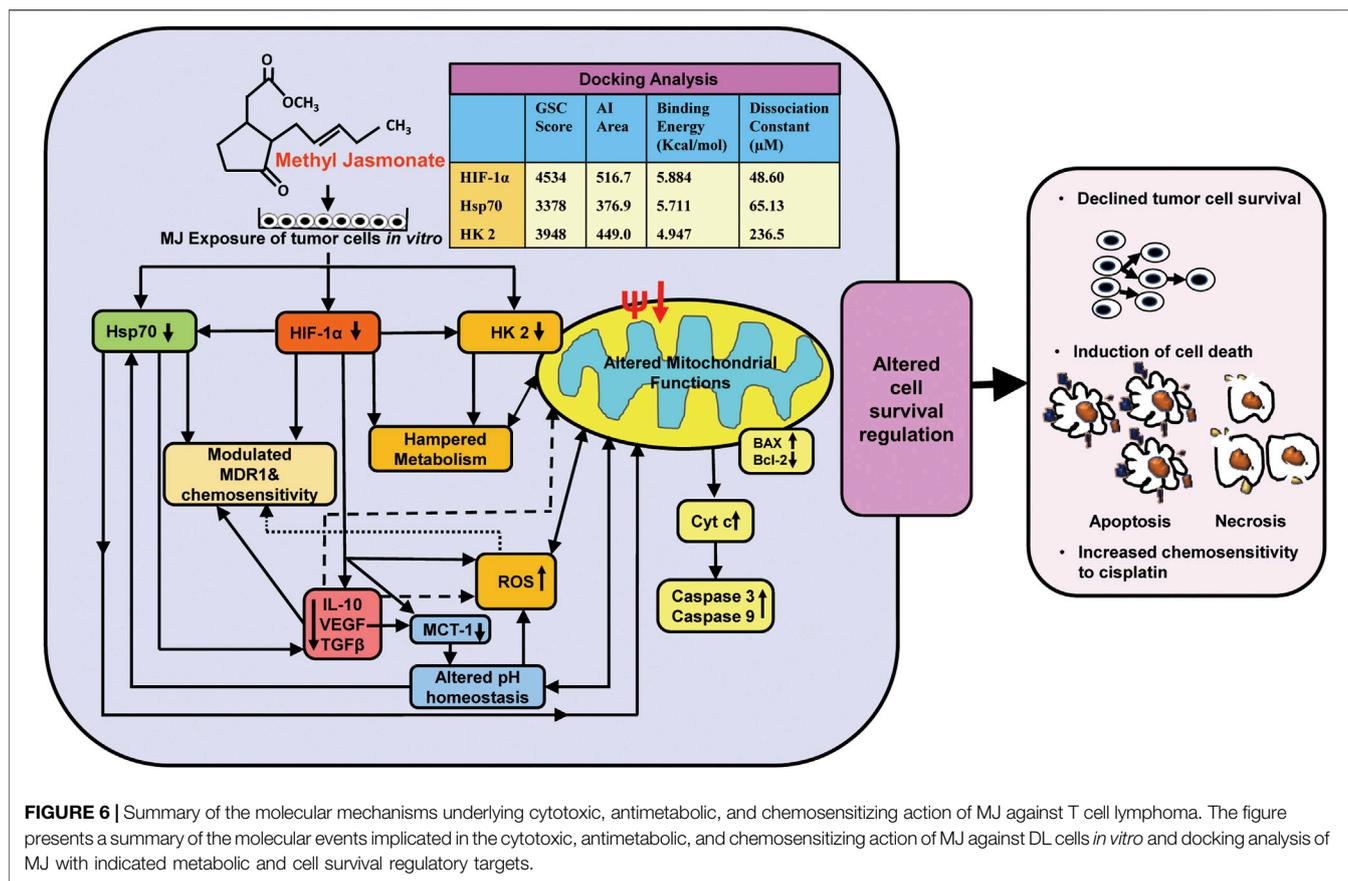 O
OCH3
CH3
Methyl Jasmonate
O
MJ Exposure of tumor cells in vitro
Docking Analysis
GSC Score AI Area Binding Energy (Kcal/mol) Dissociation Constant (µM)
HIF-1α 4534 516.7 5.884 48.60
Hsp70 3378 376.9 5.711 65.13
HK 2 3948 449.0 4.947 236.5
Hsp70 ↓
HIF-1α ↓
HK 2 ↓
Ψ ↓
Altered Mitochondrial
Functions
BAX ↑
Bcl-2 ↓
Modulated
MDR1&
chemosensitivity
Hampered
Metabolism
Cyt c↑
Caspase 3 ↑
Caspase 9
ROS ↑
IL-10
VEGF
↓ TGFβ
MCT-1↓
Altered pH
homeostasis
Altered
cell
survival
regulation
• Declined tumor cell survival
• Induction of cell death
Apoptosis Necrosis
• Increased chemosensitivity
to cisplatin
FIGURE 6 | Summary of the molecular mechanisms underlying cytotoxic, antimetabolic, and chemosensitizing action of MJ against T cell lymphoma. The figure
presents a summary of the molecular events implicated in the cytotoxic, antimetabolic, and chemosensitizing action of MJ against DL cells in vitro and docking analysis of
MJ with indicated metabolic and cell survival regulatory targets.